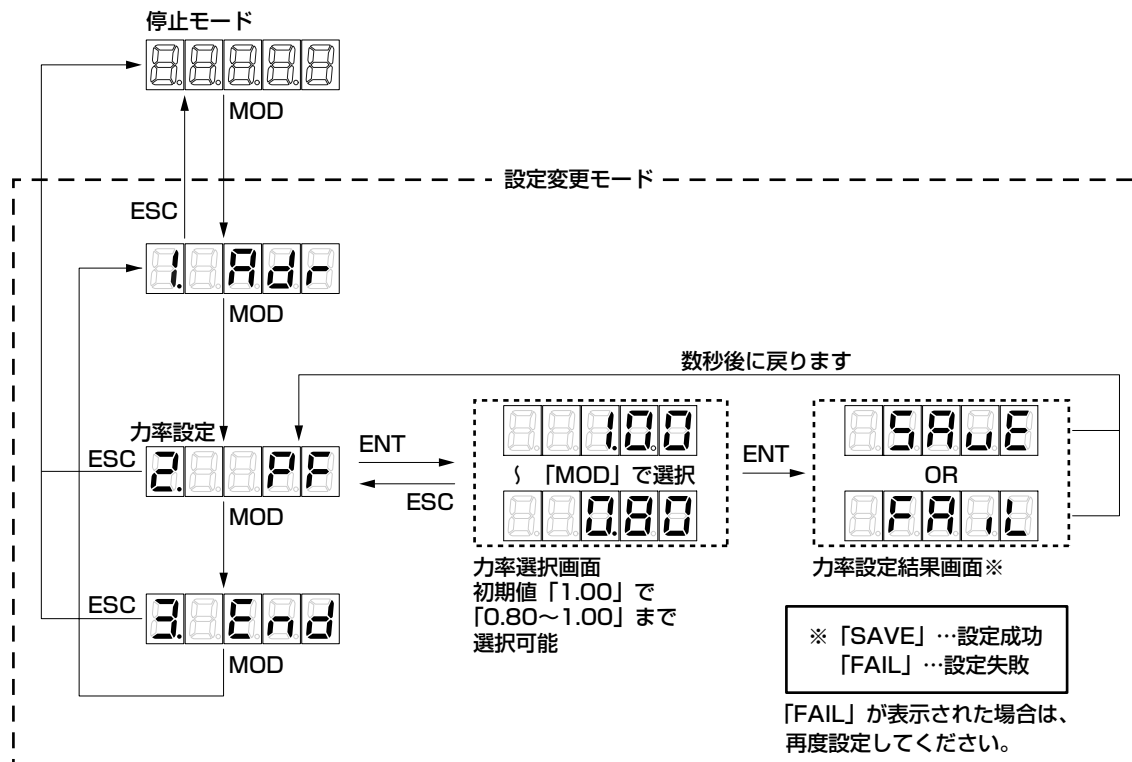 停止モード
MOD
設定変更モード
ESC
1. Adr
MOD
数秒後に戻ります
力率設定
ESC
2. PF
MOD
ENT
ESC
1.00
～ 「MOD」で選択
0.80
ENT
SAvE
OR
FAiL
力率選択画面
初期値「1.00」で
「0.80～1.00」まで
選択可能
力率設定結果画面※
ESC
3. End
MOD
※「SAVE」…設定成功
「FAIL」…設定失敗
「FAIL」が表示された場合は、
再度設定してください。